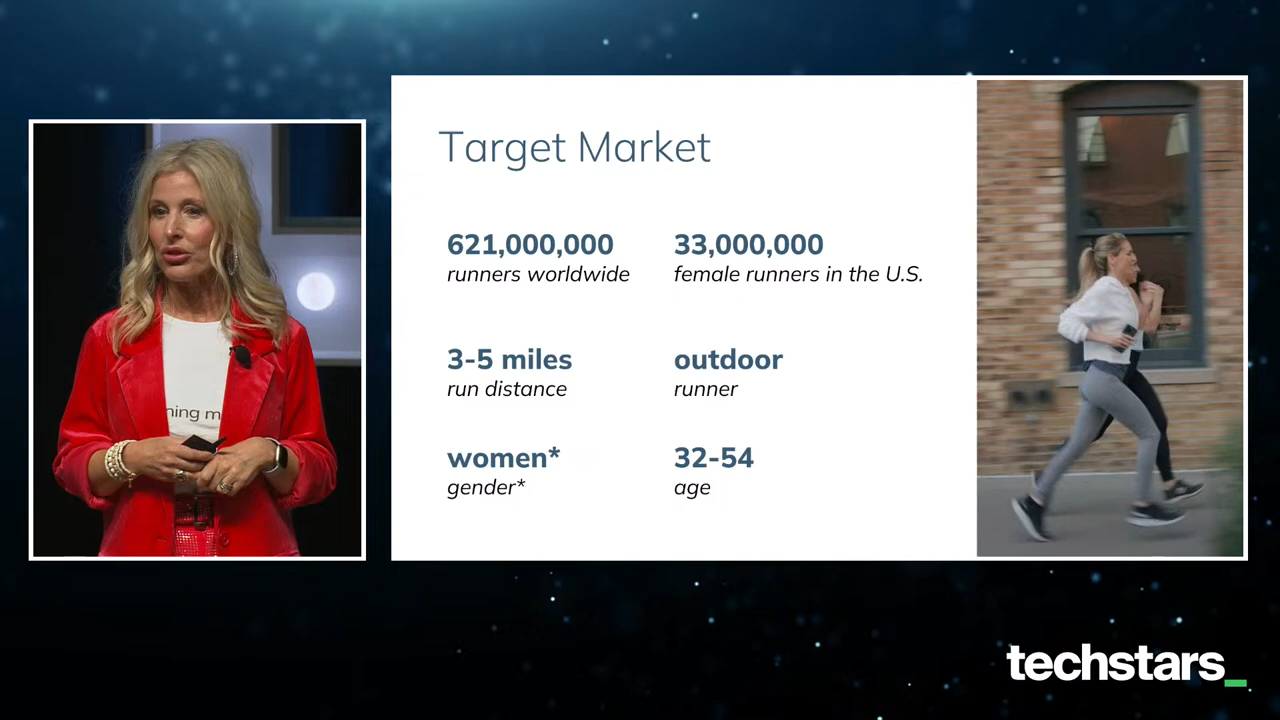 Target Market
621,000,000
runners worldwide
33,000,000
female runners in the U.S.
3-5 miles
run distance
outdoor
runner
women*
gender*
32-54
age
techstars_